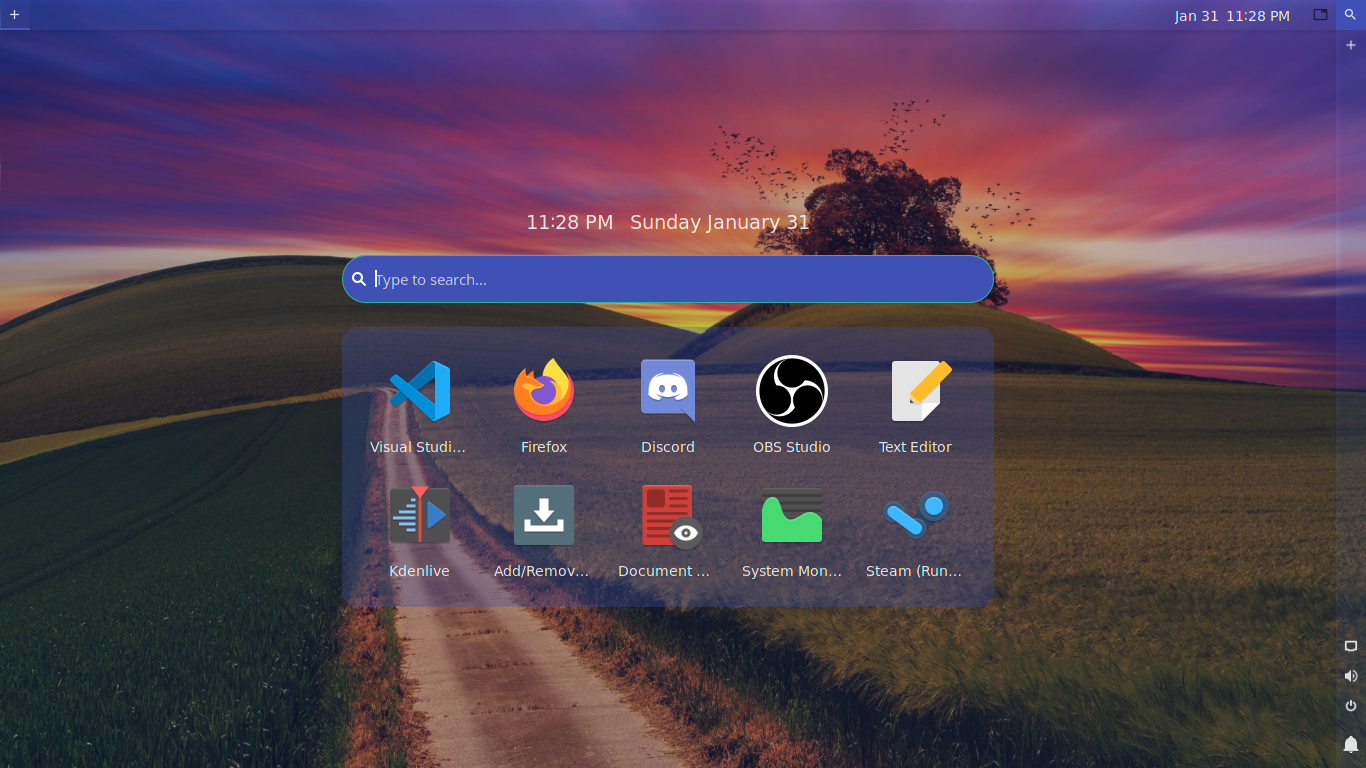 Jan 31 11:28 PM
11:28 PM Sunday January 31
Type to search...
Visual Studi...
Firefox
Discord
OBS Studio
Text Editor
Kdenlive
Add/Remov...
Document ...
System Mon...
Steam (Run...